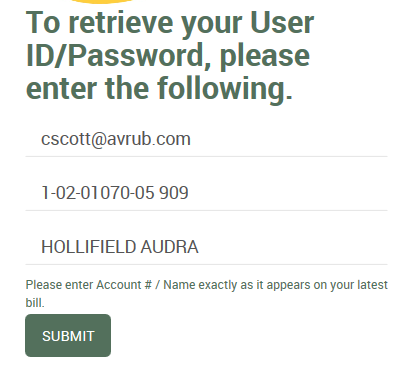 To retrieve your User
ID/Password, please
enter the following.
cscott@avrub.com
1-02-01070-05 909
HOLLIFIELD AUDRA
Please enter Account # / Name exactly as it appears on your latest
bill.
SUBMIT